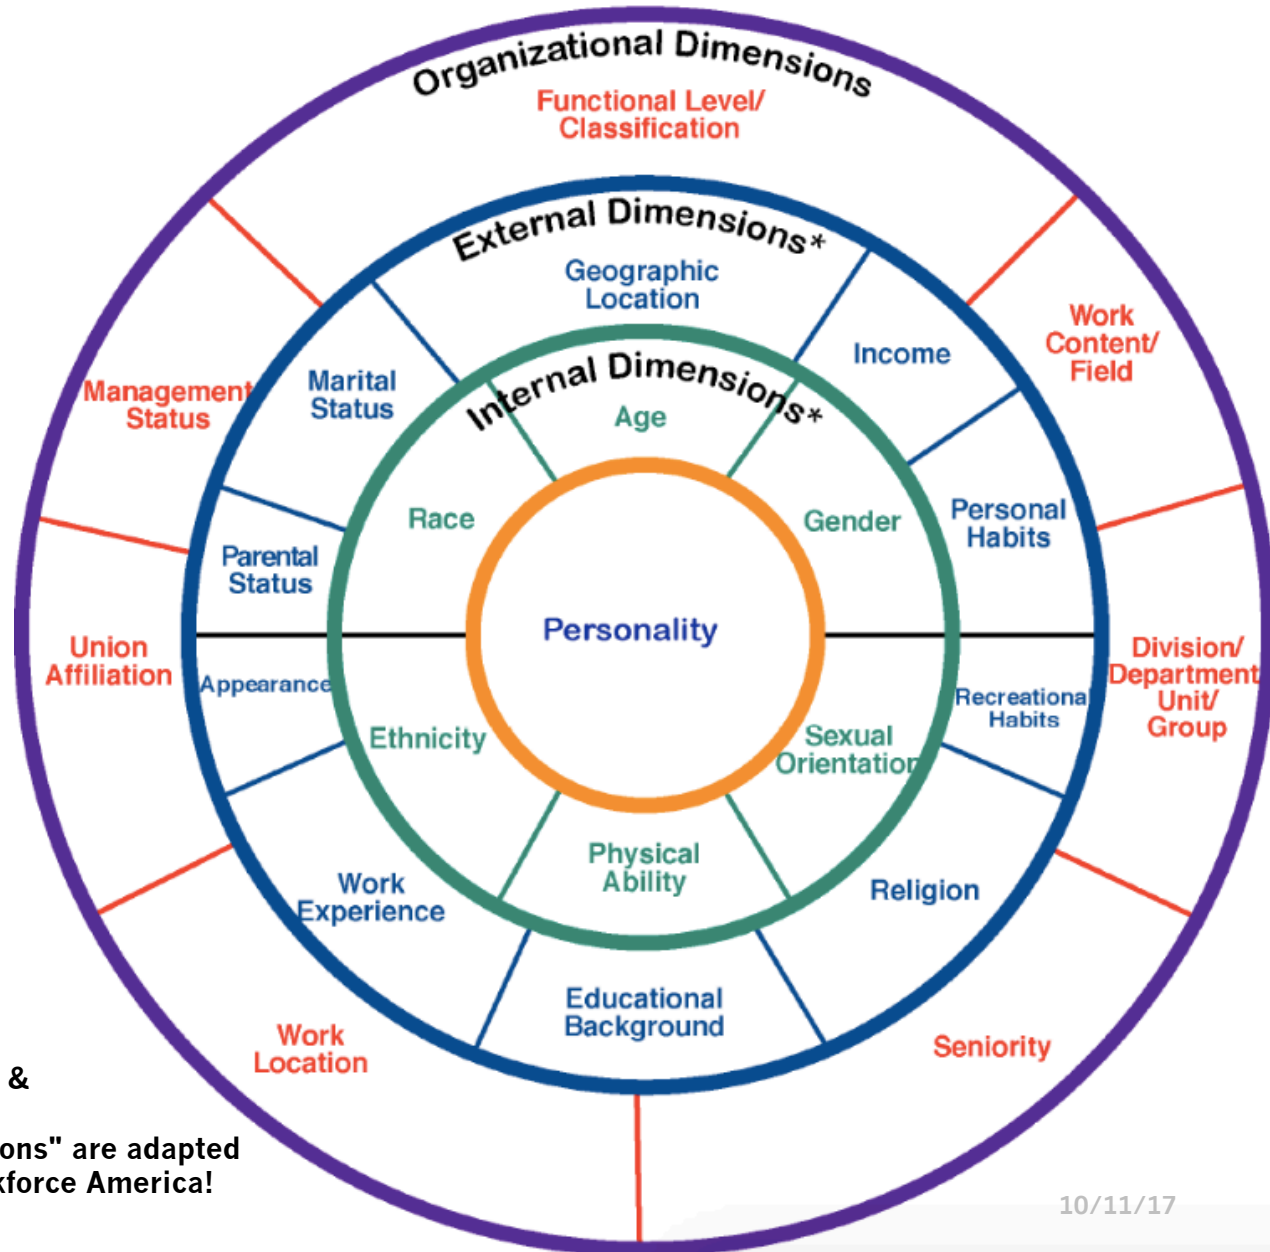 Organizational Dimensions
Functional Level/
Classification
External Dimensions*
Geographic
Location
Income
Work
Content/
Field
Marital
Status
Management
Status
Internal Dimensions*
Age
Race
Gender
Personal
Habits
Parental
Status
Personality
Union
Affiliation
Appearance
Recreational
Habits
Division/
Department
Unit/
Group
Ethnicity
Sexual
Orientation
Physical
Ability
Work
Experience
Religion
Educational
Background
Work
Location
Seniority
&
ons" are adapted
kforce America!
10/11/17